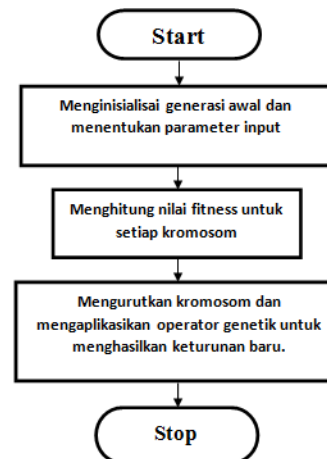 Start
Menginisialisai generasi awal dan
menentukan parameter input
Menghitung nilai fitness untuk
setiap kromosom
Mengurutkan kromosom dan
mengaplikasikan operator genetik untuk
menghasilkan keturunan baru.
Stop